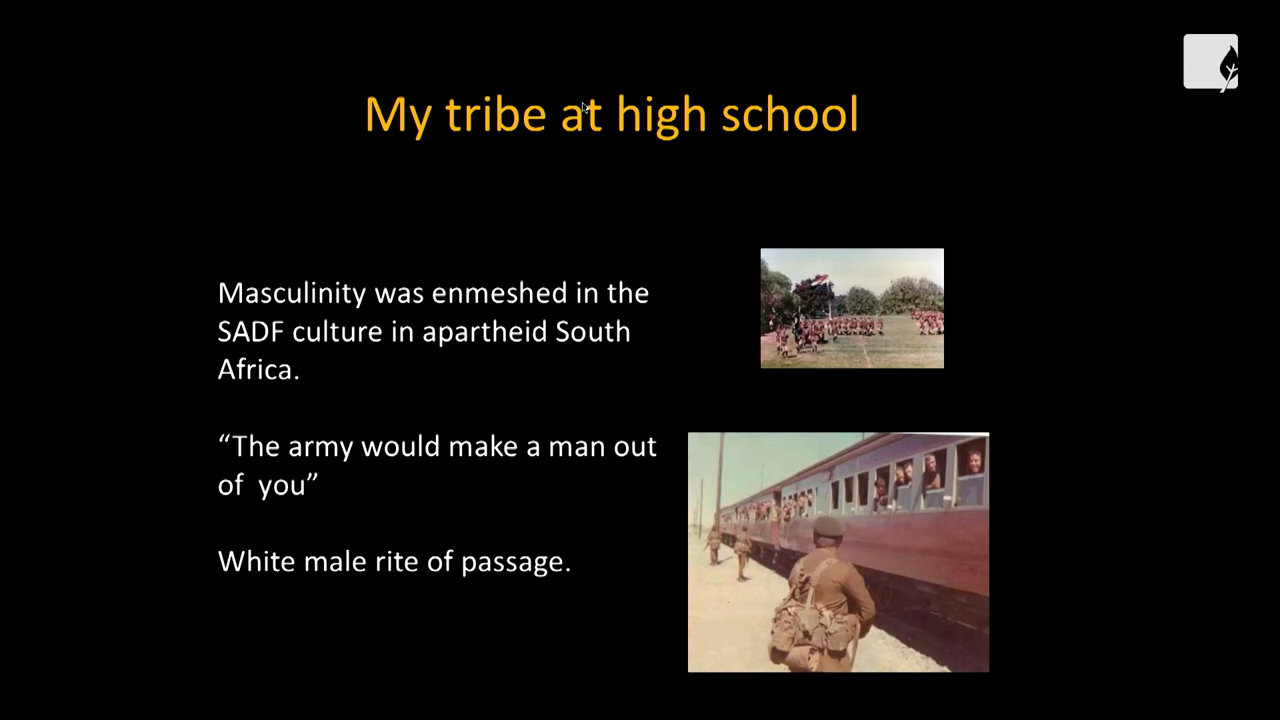 My tribe at high school
Masculinity was enmeshed in the
SADF culture in apartheid South
Africa.
“The army would make a man out
of  you”
White male rite of passage.